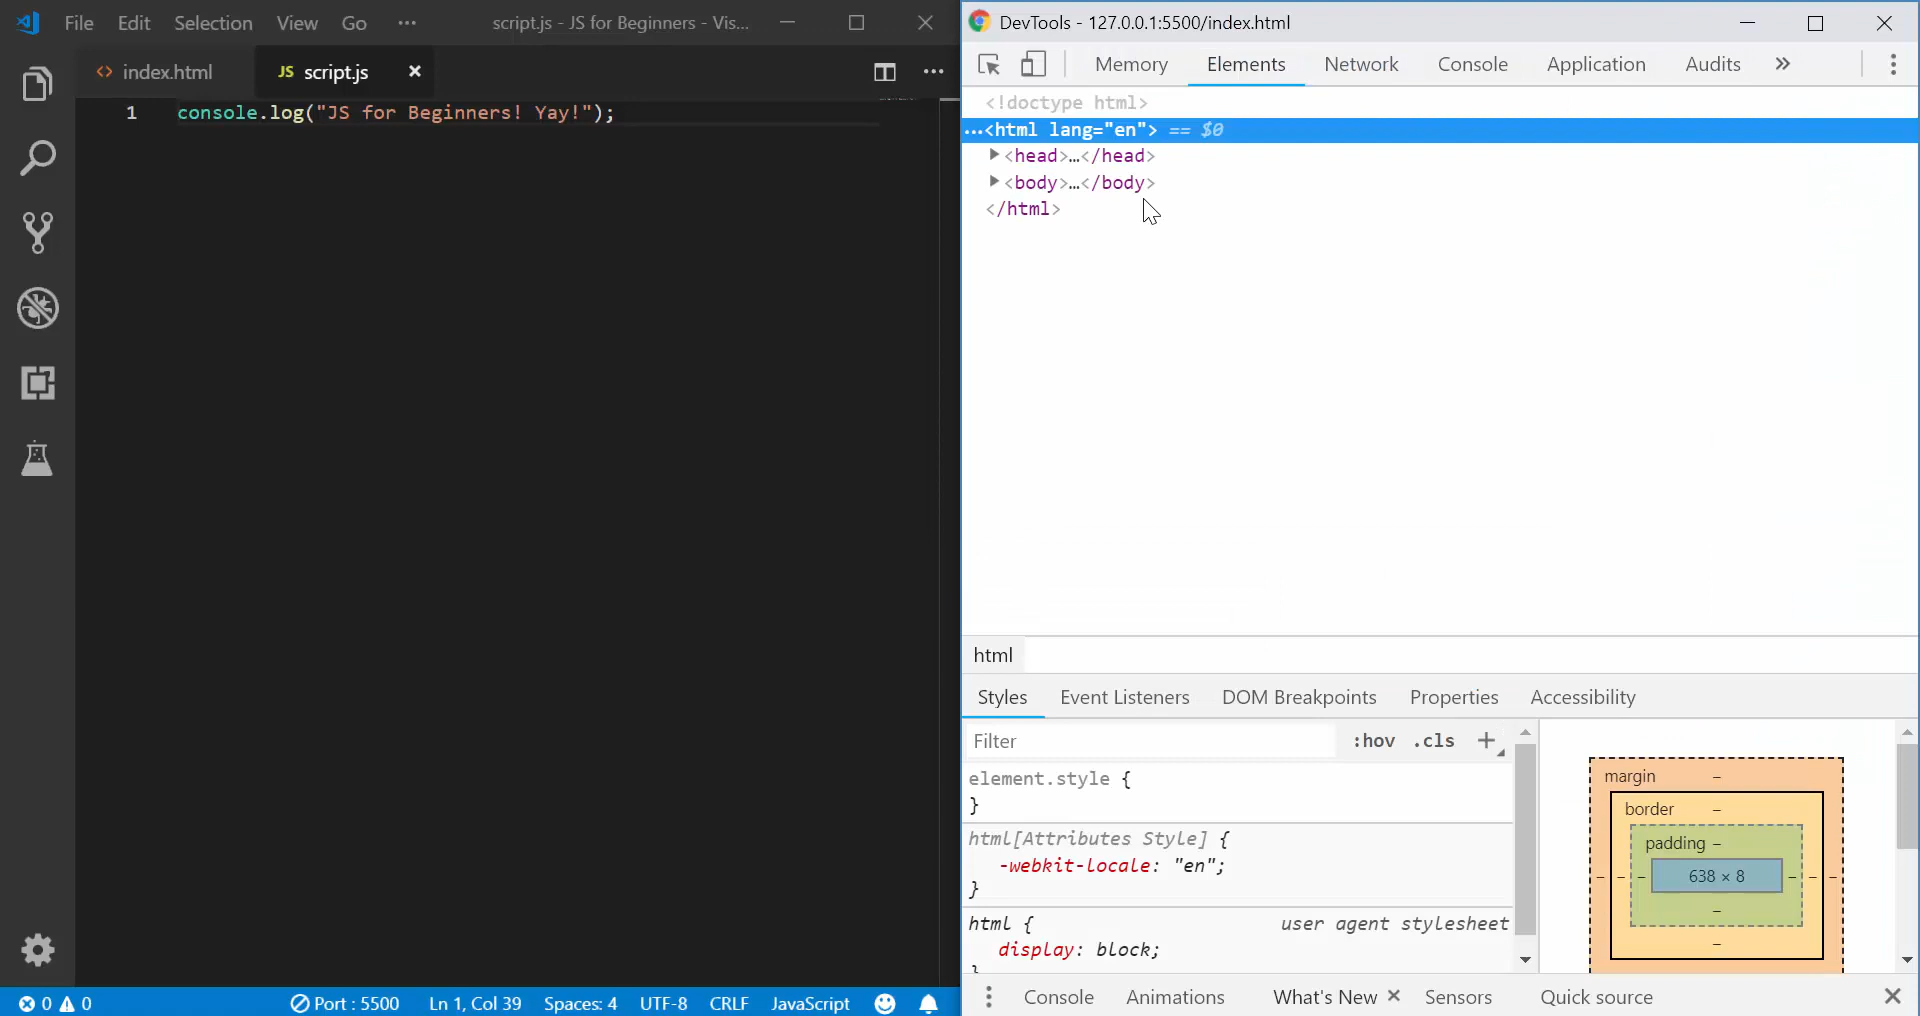 File Edit Selection View Go ··· script.js - JS for Beginners - Vis...
index.html JS script.js
1 console.log("JS for Beginners! Yay!");
0 0 Port : 5500 Ln 1, Col 39 Spaces: 4 UTF-8 CRLF JavaScript
DevTools - 127.0.0.1:5500/index.html
Memory Elements Network Console Application Audits »
<!doctype html>
...<html lang="en"> == $0
<head>…</head>
<body>…</body>
</html>
html
Styles Event Listeners DOM Breakpoints Properties Accessibility
Filter :hov .cls +
element.style {
}
html[Attributes Style] {
-webkit-locale: "en";
}
html { user agent stylesheet
display: block;
}
margin –
border –
padding –
– – – 638 × 8 – – –
–
–
Console Animations What's New Sensors Quick source